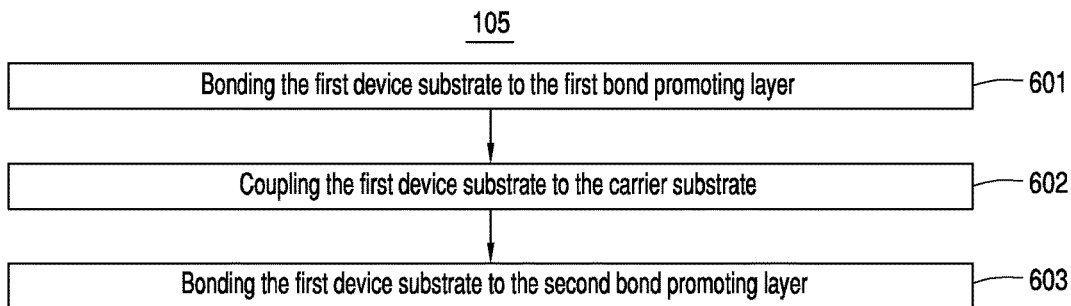 105
Bonding the first device substrate to the first bond promoting layer 601
Coupling the first device substrate to the carrier substrate 602
Bonding the first device substrate to the second bond promoting layer 603